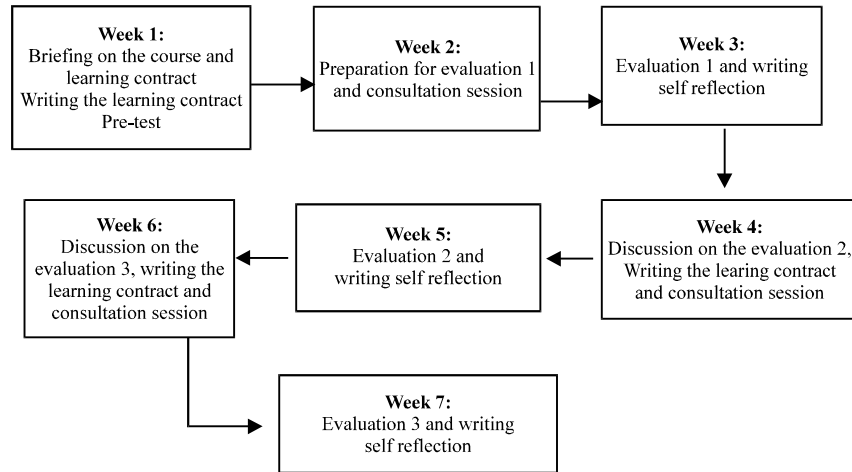 Week 1:
Briefing on the course and
learning contract
Writing the learning contract
Pre-test
Week 2:
Preparation for evaluation 1
and consultation session
Week 3:
Evaluation 1 and writing
self reflection
Week 4:
Discussion on the evaluation 2,
Writing the learing contract
and consultation session
Week 5:
Evaluation 2 and
writing self reflection
Week 6:
Discussion on the
evaluation 3, writing the
learning contract and
consultation session
Week 7:
Evaluation 3 and writing
self reflection